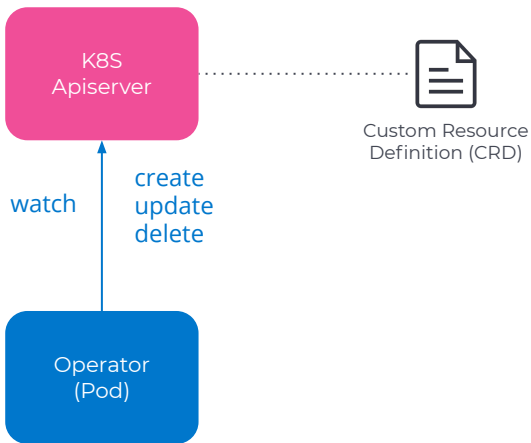 K8S
Apiserver
Custom Resource
Definition (CRD)
watch
create
update
delete
Operator
(Pod)